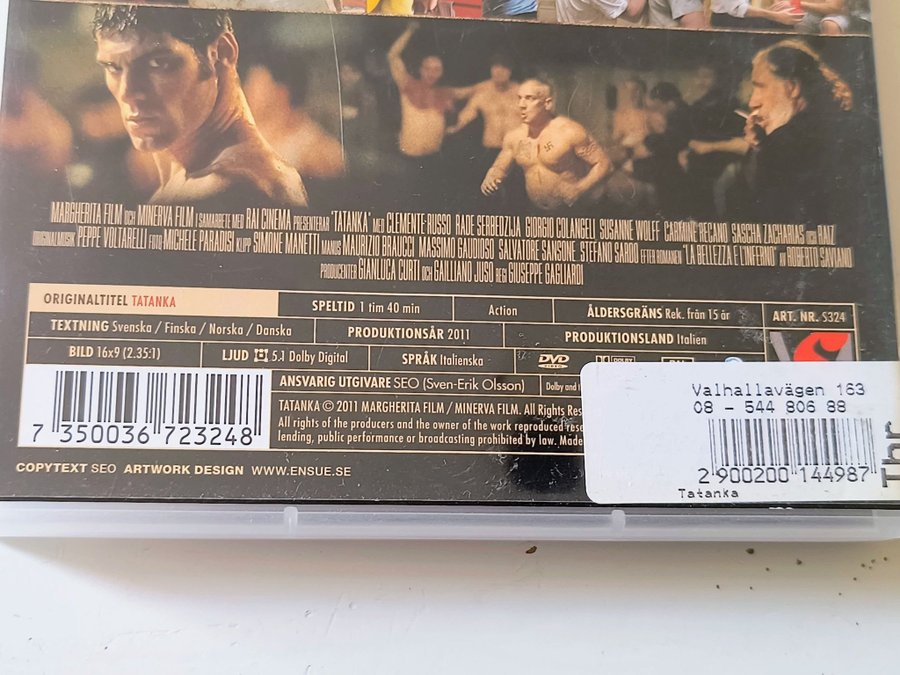 MARGHERITA FILM OCH MINERVA FILM I SAMARBETE MED RAI CINEMA PRESENTERAR "TATANKA" MED CLEMENTE RUSSO RADE SERBEDZIJA GIORGIO COLANGELI SUSANNE WOLFF CARMINE RECANO SASCHA ZACHARIAS OCH RAIZ
ORIGINALMUSIK PEPPE VOLTARELLI FOTO MICHELE PARADISI KLIPP SIMONE MANETTI MANUS MAURIZIO BRAUCCI MASSIMO GAUDIOSO SALVATORE SANSONE STEFANO SARDO EFTER ROMANEN "LA BELLEZZA E L'INFERNO" AV ROBERTO SAVIANO
PRODUCENTER GIANLUCA CURTI OCH GAILLIANO JUSO REGI GIUSEPPE GAGLIARDI
ORIGINALTITEL TATANKA
SPELTID 1 tim 40 min
Action
ÅLDERSGRÄNS Rek. från 15 år
ART. NR. S324
TEXTNING Svenska / Finska / Norska / Danska
PRODUKTIONSÅR 2011
PRODUKTIONSLAND Italien
BILD 16x9 (2.35:1)
LJUD 5.1 Dolby Digital
SPRÅK Italienska
DVD
VIDEO
DOLBY
ANSVARIG UTGIVARE SEO (Sven-Erik Olsson)
Dolby and
TATANKA © 2011 MARGHERITA FILM / MINERVA FILM. All Rights
All rights of the producers and the owner of the work reproduced
lending, public performance or broadcasting prohibited by law. Made
7 350036 723248
COPYTEXT SEO ARTWORK DESIGN WWW.ENSUE.SE
Valhallavägen 163
08 - 544 806 88
2 900200 144987
Tatanka